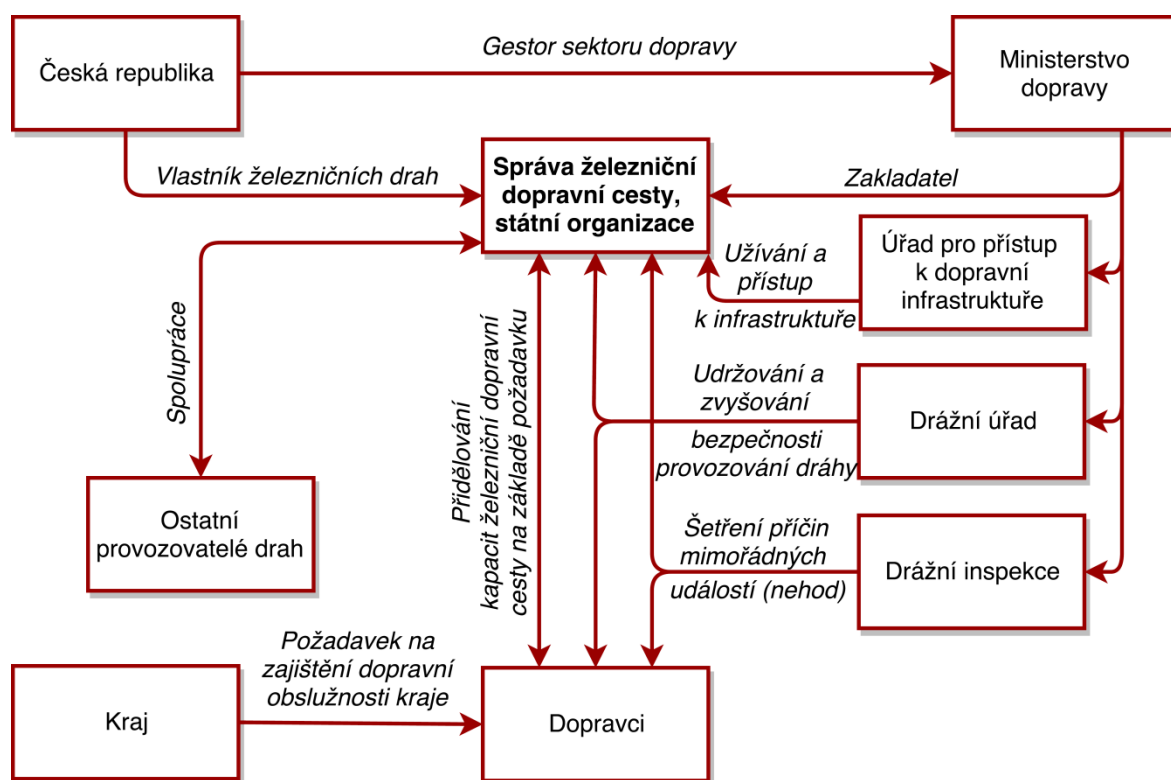 Česká republika
Gestor sektoru dopravy
Ministerstvo
dopravy
Vlastník železničních drah
Správa železniční
dopravní cesty,
státní organizace
Zakladatel
Užívání a
přístup
k infrastruktuře
Úřad pro přístup
k dopravní
infrastruktuře
Spolupráce
Přidělování
kapacit železniční dopravní
cesty na základě požadavku
Udržování a
zvyšování
bezpečnosti
provozování dráhy
Drážní úřad
Ostatní
provozovatelé drah
Šetření příčin
mimořádných
událostí (nehod)
Drážní inspekce
Požadavek na
zajištění dopravní
obslužnosti kraje
Kraj
Dopravci